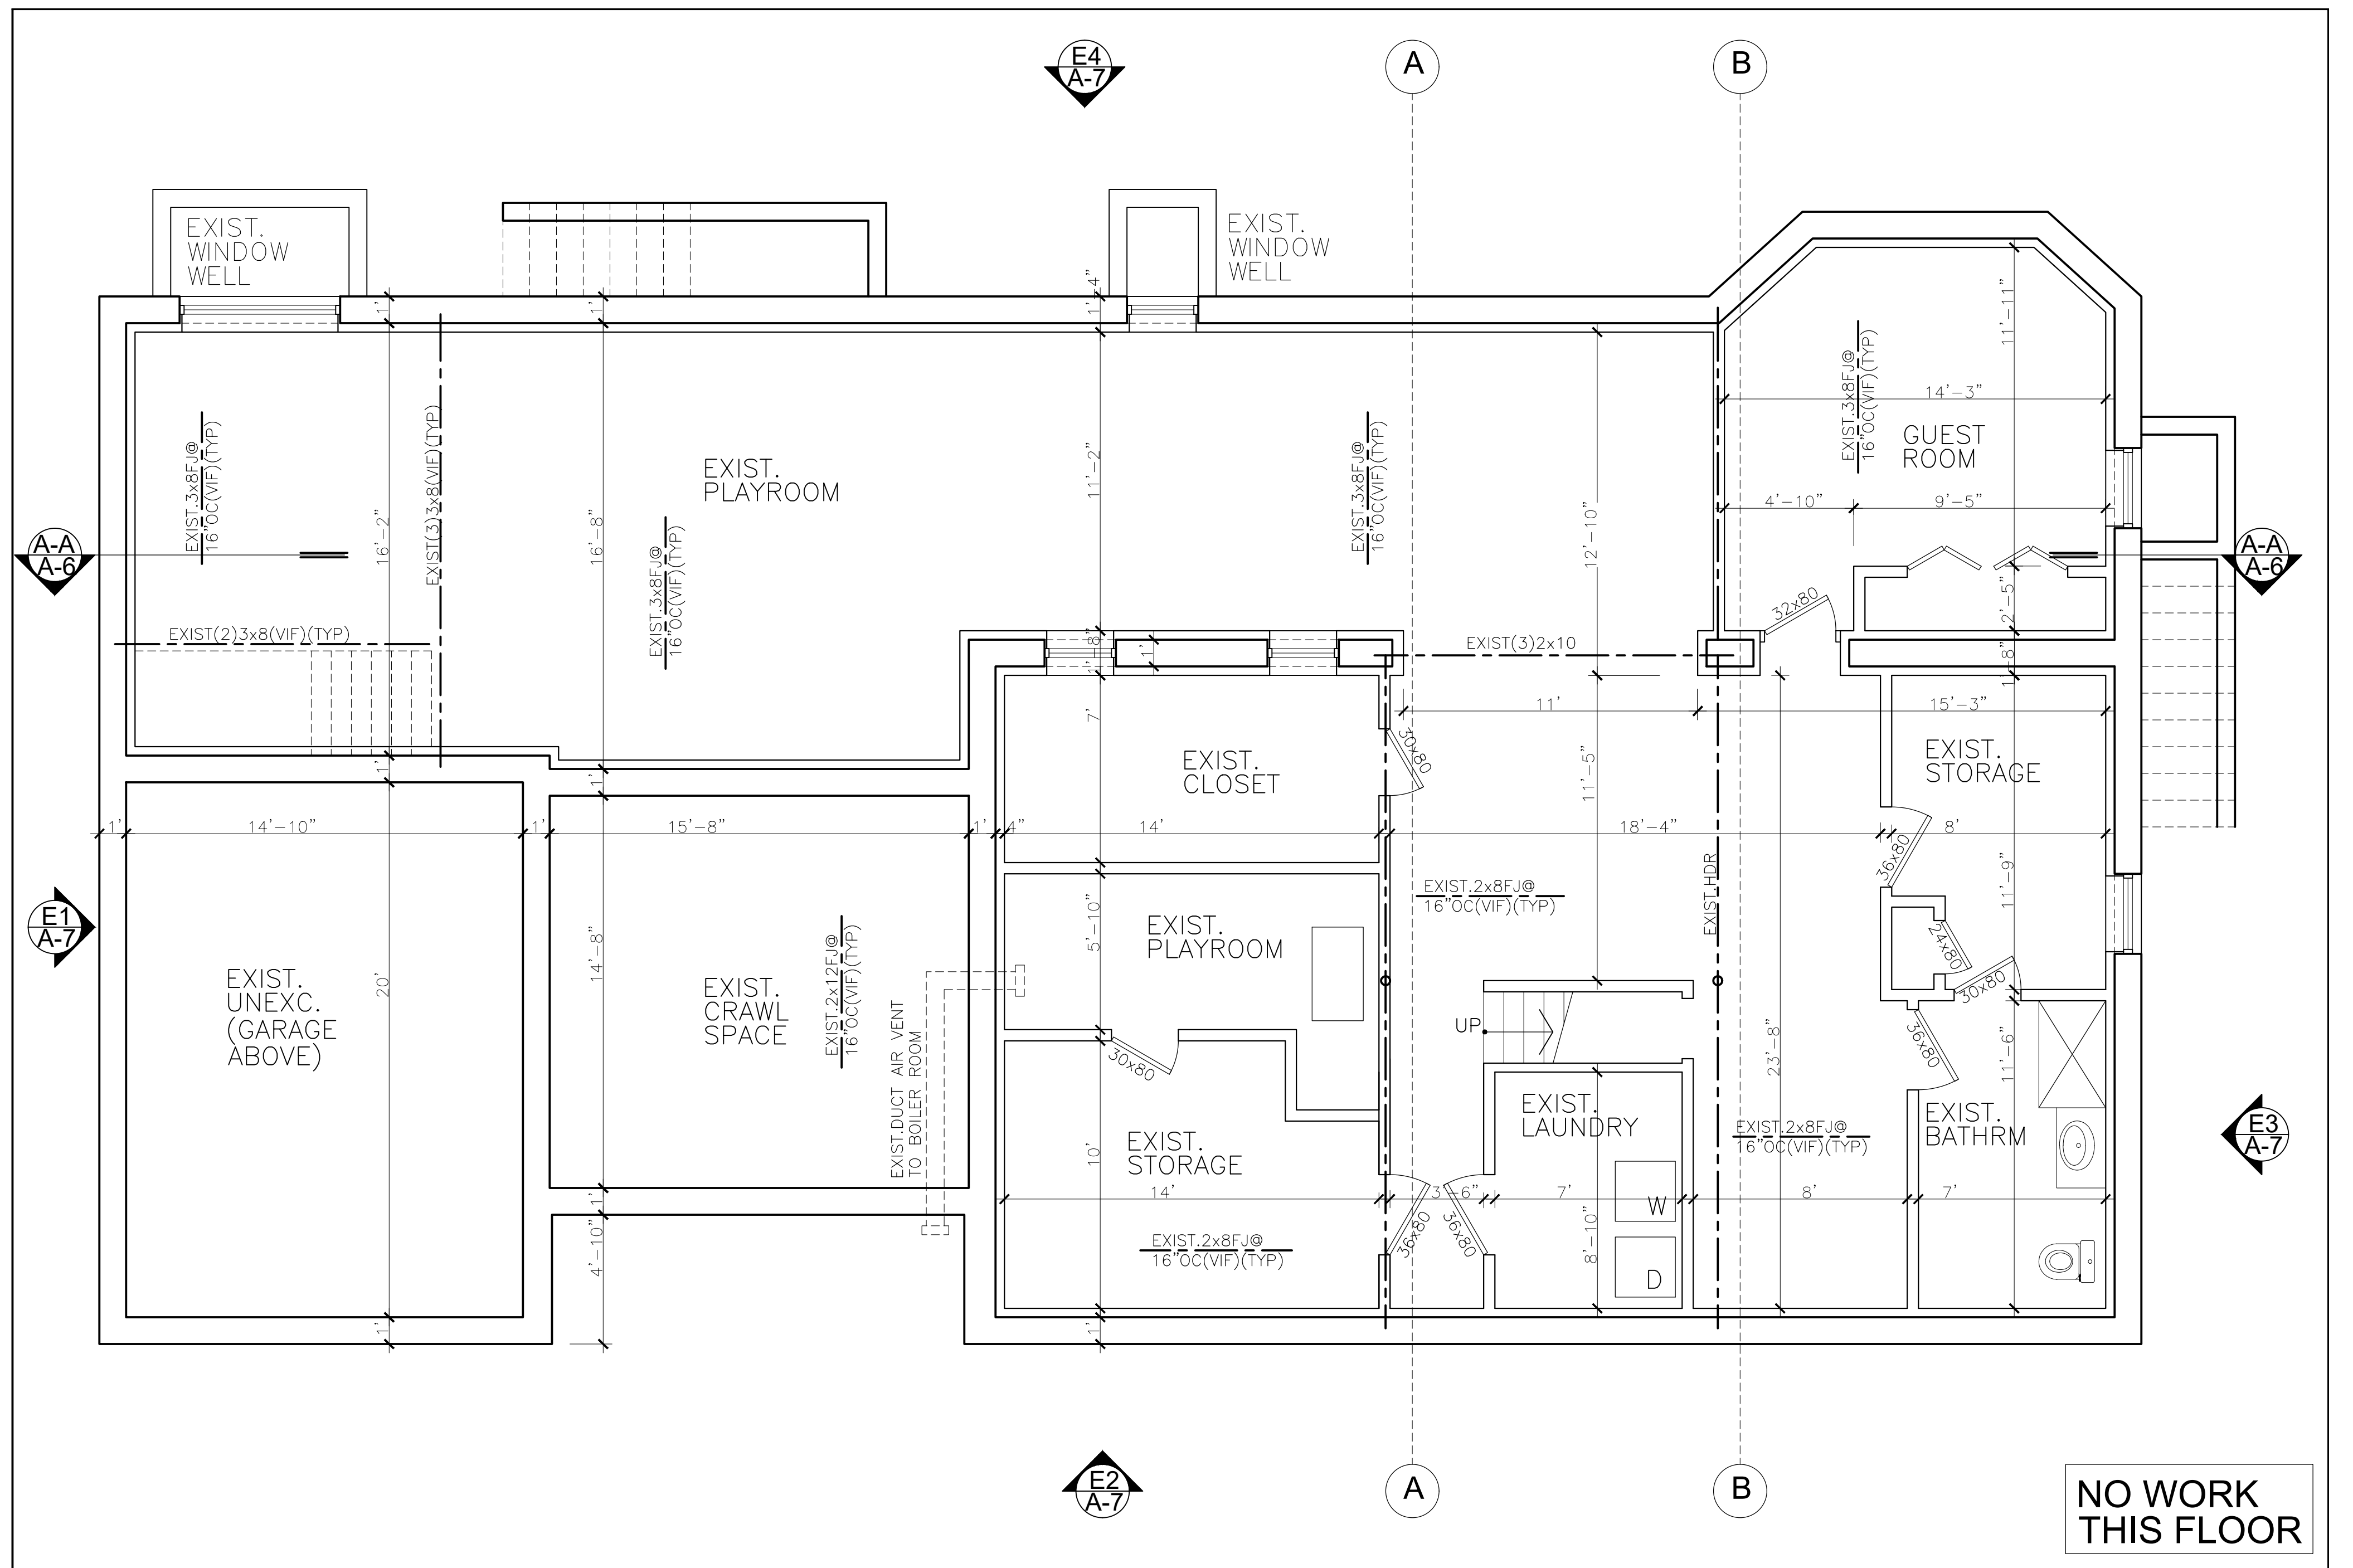 E4
A-7
A
B
EXIST.
WINDOW
WELL
EXIST.
WINDOW
WELL
1'
1'
1'-4"
11'-11"
EXIST.3x8FJ@
16"OC(VIF)(TYP)
EXIST(3)3x8(VIF)(TYP)
16'-2"
16'-8"
EXIST.
PLAYROOM
EXIST.3x8FJ@
16"OC(VIF)(TYP)
11'-2"
EXIST.3x8FJ@
16"OC(VIF)(TYP)
12'-10"
EXIST.3x8FJ@
16"OC(VIF)(TYP)
14'-3"
GUEST
ROOM
4'-10"
9'-5"
A-A
A-6
A-A
A-6
32x80
2'-5"
EXIST(2)3x8(VIF)(TYP)
1'-8"
1'
EXIST(3)2x10
1'-8"
11'
15'-3"
7'
30x80
EXIST.
CLOSET
11'-5"
EXIST.
STORAGE
1'
1'
1'
14'-10"
1'
15'-8"
1'
4"
14'
18'-4"
8'
36x80
EXIST.HDR
11'-9"
EXIST.2x8FJ@
16"OC(VIF)(TYP)
E1
A-7
5'-10"
EXIST.
PLAYROOM
24x80
EXIST.
UNEXC.
(GARAGE
ABOVE)
20'
14'-8"
EXIST.
CRAWL
SPACE
EXIST.2x12FJ@
16"OC(VIF)(TYP)
EXIST.DUCT AIR VENT
TO BOILER ROOM
30x80
UP
30x80
36x80
23'-8"
11'-6"
EXIST.
LAUNDRY
EXIST.2x8FJ@
16"OC(VIF)(TYP)
EXIST.
BATHRM
E3
A-7
EXIST.
STORAGE
10'
1'
14'
3'-6"
7'
8'
7'
W
36x80
36x80
4'-10"
EXIST.2x8FJ@
16"OC(VIF)(TYP)
8'-10"
D
1'
1'
E2
A-7
A
B
NO WORK
THIS FLOOR